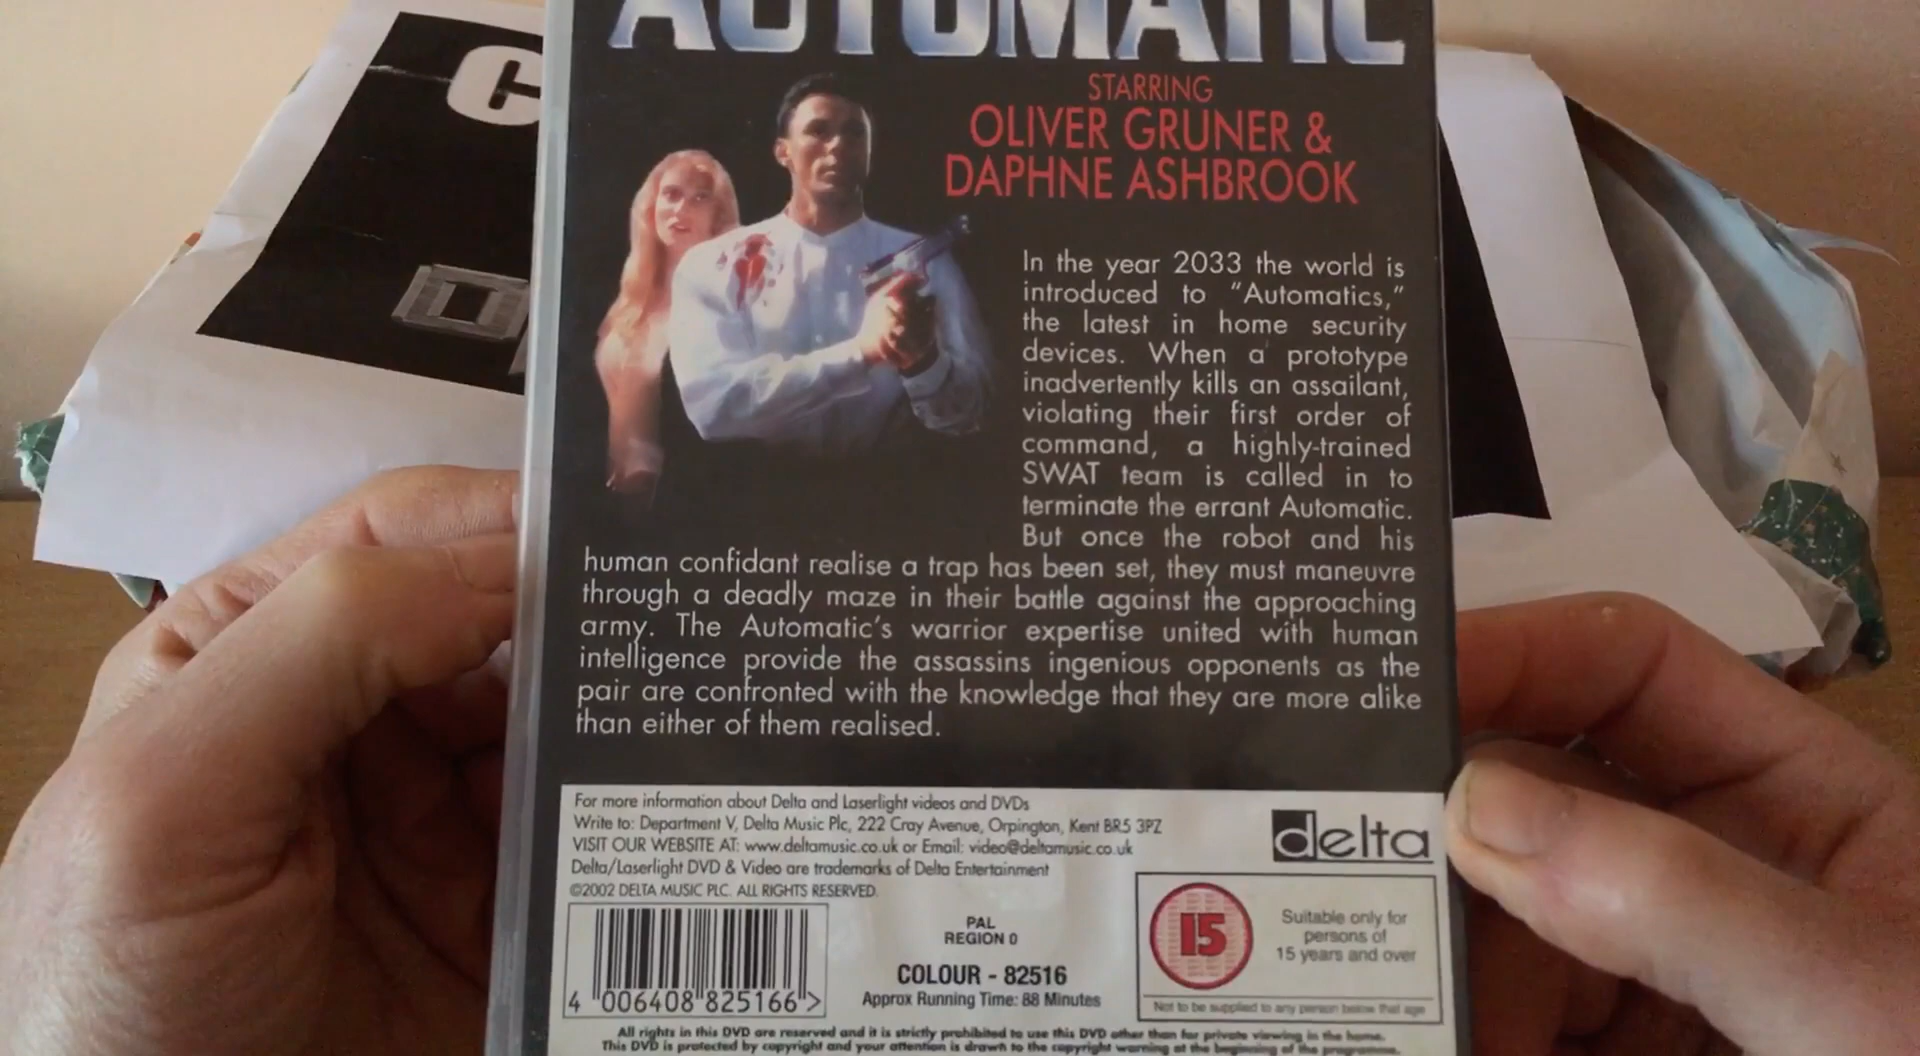 C
AUTOMATIC
STARRING
OLIVER GRUNER &
DAPHNE ASHBROOK
In the year 2033 the world is
introduced to "Automatics,"
the latest in home security
devices. When a prototype
inadvertently kills an assailant,
violating their first order of
command, a highly-trained
SWAT team is called in to
terminate the errant Automatic.
But once the robot and his
human confidant realise a trap has been set, they must maneuvre
through a deadly maze in their battle against the approaching
army. The Automatic's warrior expertise united with human
intelligence provide the assassins ingenious opponents as the
pair are confronted with the knowledge that they are more alike
than either of them realised.
For more information about Delta and Laserlight videos and DVDs
Write to: Department V, Delta Music Plc, 222 Cray Avenue, Orpington, Kent BR5 3PZ
VISIT OUR WEBSITE AT: www.deltamusic.co.uk or Email: video@deltamusic.co.uk
Delta/Laserlight DVD & Video are trademarks of Delta Entertainment
©2002 DELTA MUSIC PLC. ALL RIGHTS RESERVED.
delta
4 006408 825166 >
PAL
REGION 0
COLOUR - 82516
Approx Running Time: 88 Minutes
15
Suitable only for
persons of
15 years and over
Not to be supplied to any person below that age
All rights in this DVD are reserved and it is strictly prohibited to use this DVD other than for private viewing in the home.
This DVD is protected by copyright and your attention is drawn to the copyright warning at the beginning of the programme.